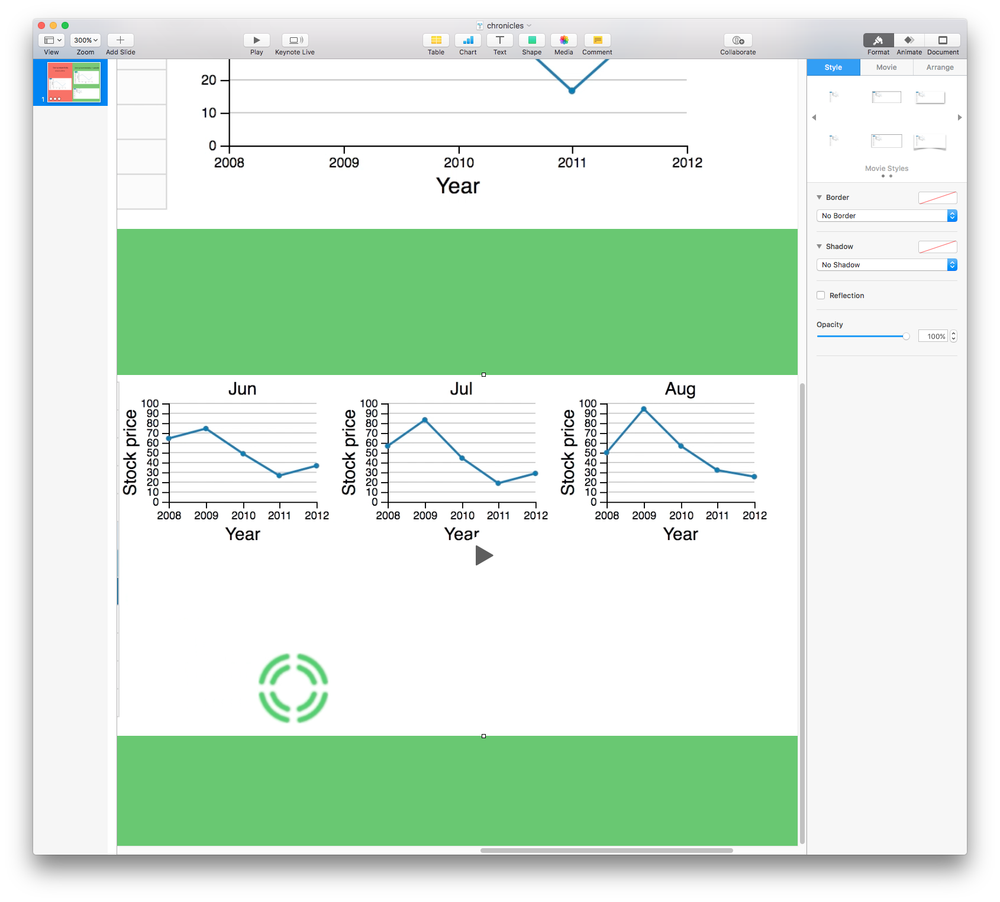 chronicles
300%
View Zoom Add Slide Play Keynote Live Table Chart Text Shape Media Comment Collaborate Format Animate Document
Style Movie Arrange
1
20
10
0
2008 2009 2010 2011 2012
Year
Movie Styles
Border
No Border
Shadow
No Shadow
Reflection
Opacity
100%
Jun
Stock price
100
90
80
70
60
50
40
30
20
10
0
2008 2009 2010 2011 2012
Year
Jul
Stock price
100
90
80
70
60
50
40
30
20
10
0
2008 2009 2010 2011 2012
Year
Aug
Stock price
100
90
80
70
60
50
40
30
20
10
0
2008 2009 2010 2011 2012
Year